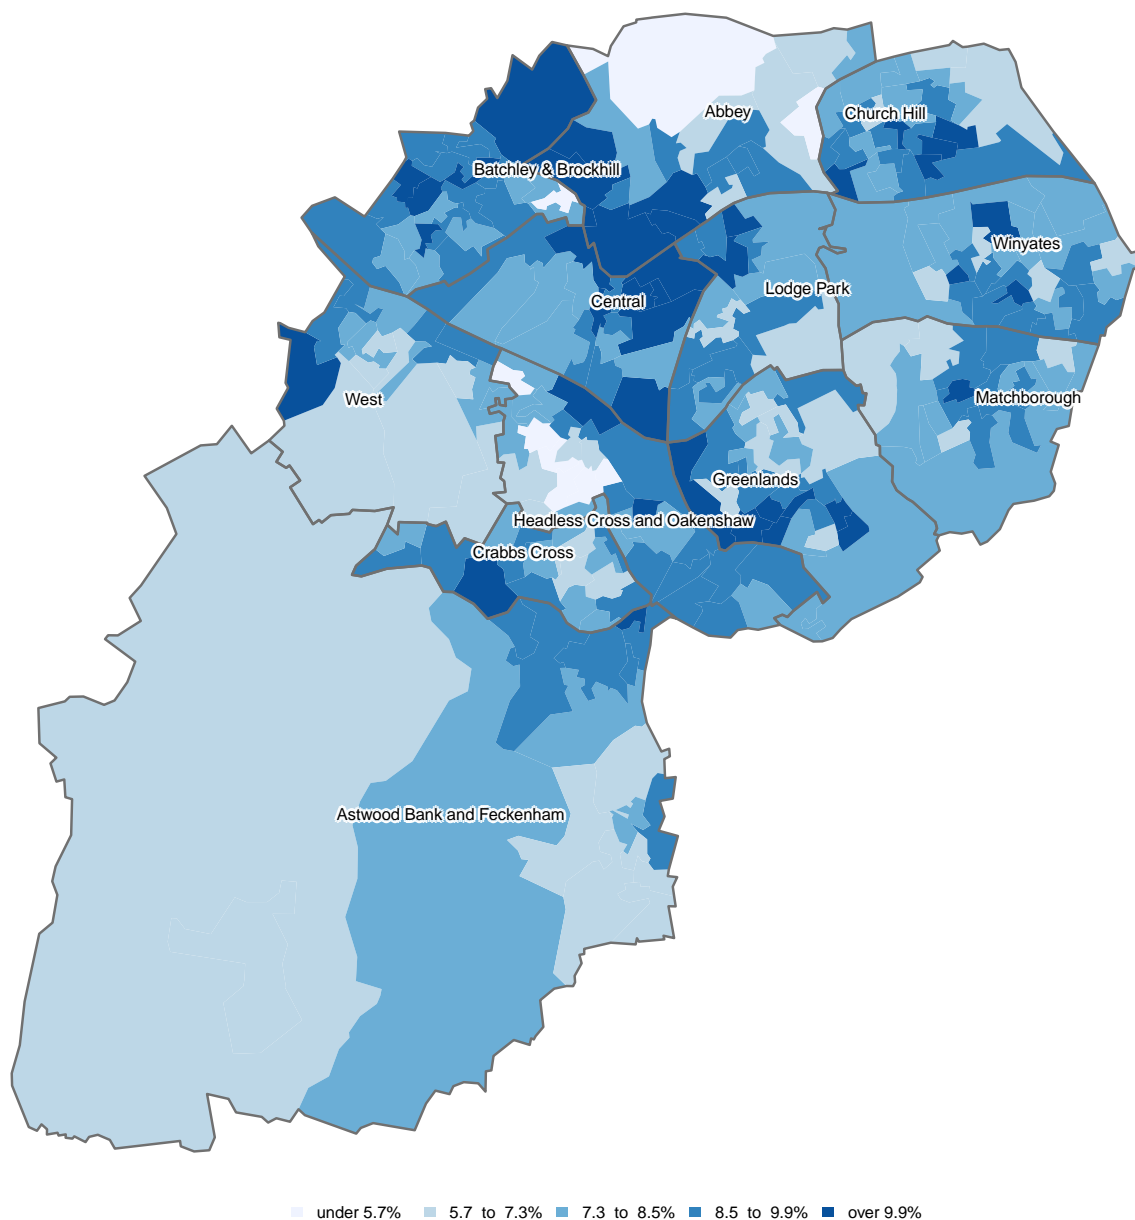 Abbey
Church Hill
Batchley & Brockhill
Winyates
Lodge Park
Central
West
Matchborough
Greenlands
Headless Cross and Oakenshaw
Crabbs Cross
Astwood Bank and Feckenham
under 5.7% 5.7 to 7.3% 7.3 to 8.5% 8.5 to 9.9% over 9.9%